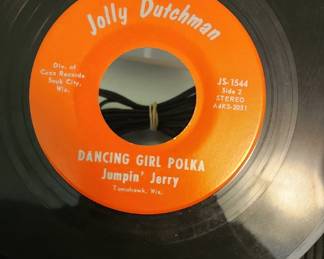 Jolly Dutchman
Div. of
Cuca Records
Sauk City,
Wis.
JS-1544
Side 2
STEREO
A4KS-2031
DANCING GIRL POLKA
Jumpin' Jerry
Tomahawk, Wis.